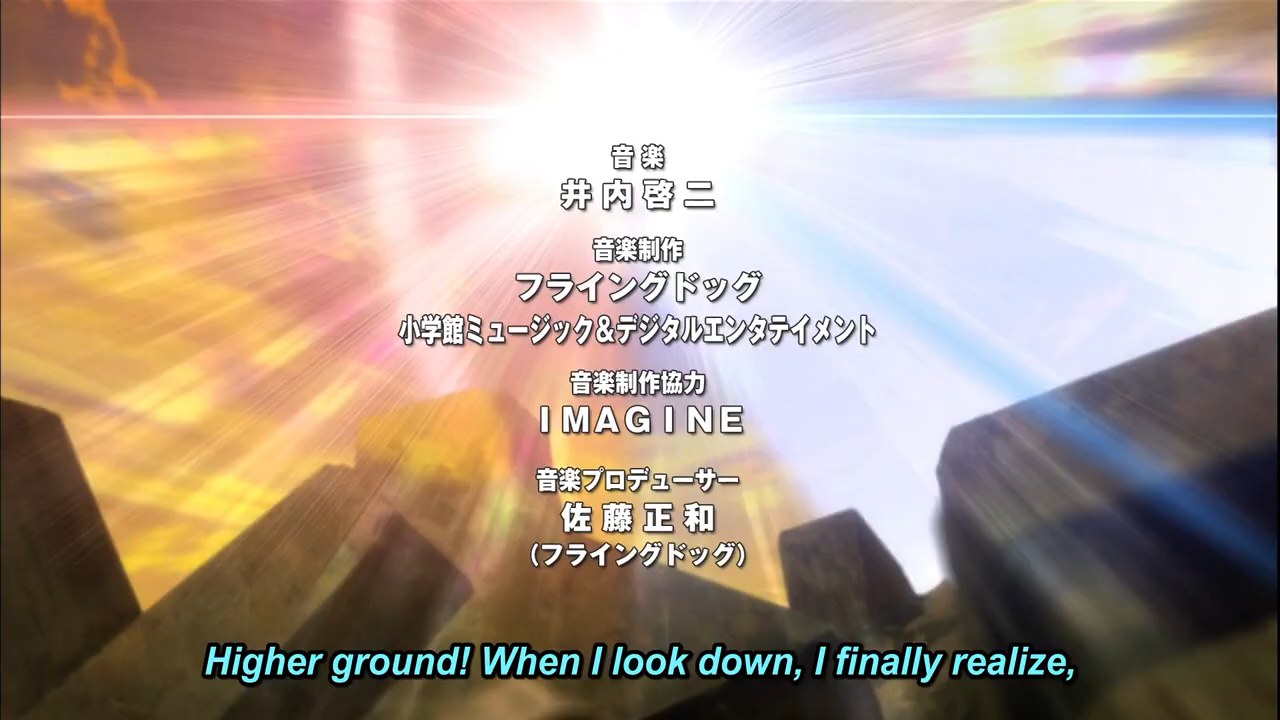 音楽
井内啓二
音楽制作
フライングドッグ
小学館ミュージック&デジタルエンタテイメント
音楽制作協力
IMAGINE
音楽プロデューサー
佐藤正和
(フライングドッグ)
Higher ground! When I look down, I finally realize,